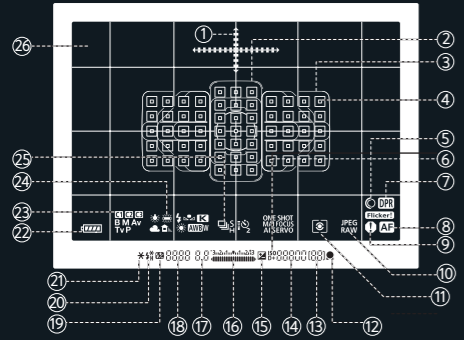 ① ② ㉖ ③ ④ ⑤ ⑥ ⑦
㉕
㉔
DPR
Flicker!
㉓ B M Av
Tv P
K
AWB W
S
2
ONE SHOT
MF FOCUS
AI SERVO
JPEG
RAW
! AF
⑧
㉒ ⑨
⑩
⑪
㉑ ⑳ ⑲ ⑱ ⑰ ⑯ ⑮ ⑭ ⑬ ⑫